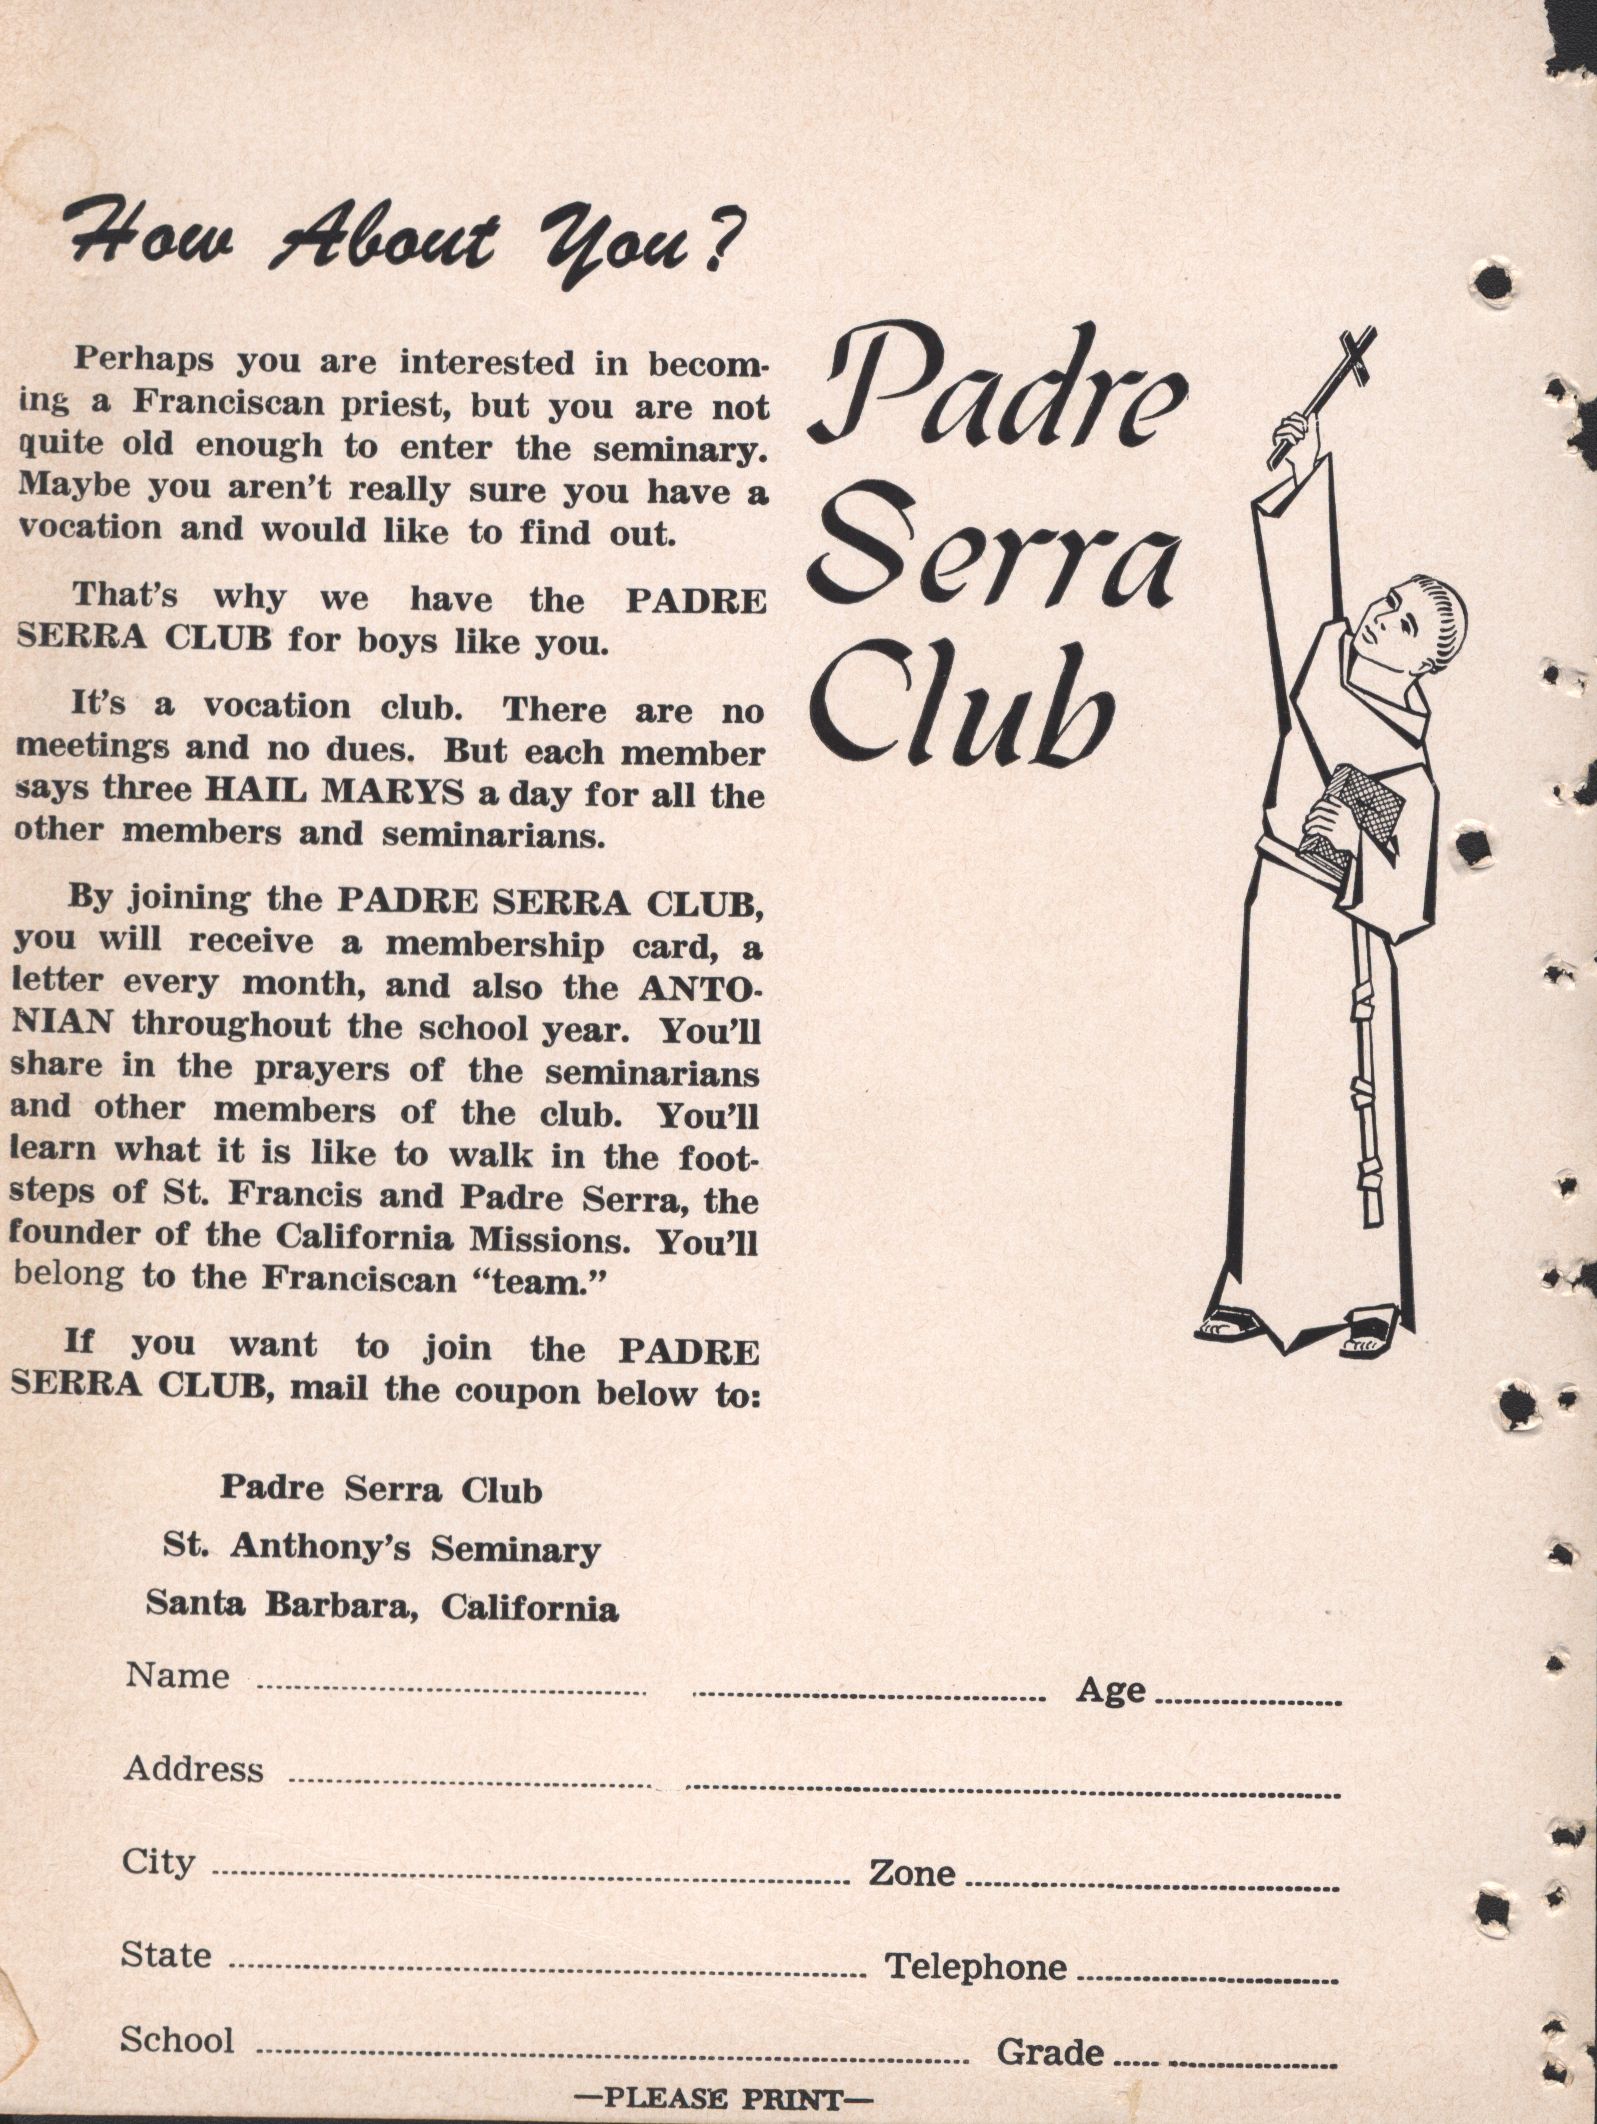 How About You?
Perhaps you are interested in becom-
ing a Franciscan priest, but you are not
quite old enough to enter the seminary.
Maybe you aren't really sure you have a
vocation and would like to find out.
That's why we have the PADRE
SERRA CLUB for boys like you.
It's a vocation club. There are no
meetings and no dues. But each member
says three HAIL MARYS a day for all the
other members and seminarians.
By joining the PADRE SERRA CLUB,
you will receive a membership card, a
letter every month, and also the ANTO-
NIAN throughout the school year. You'll
share in the prayers of the seminarians
and other members of the club. You'll
learn what it is like to walk in the foot-
steps of St. Francis and Padre Serra, the
founder of the California Missions. You'll
belong to the Franciscan "team."
If you want to join the PADRE
SERRA CLUB, mail the coupon below to:
Padre Serra Club
St. Anthony's Seminary
Santa Barbara, California
Padre
Serra
Club
Name Age
Address
City Zone
State Telephone
School Grade
—PLEASE PRINT—